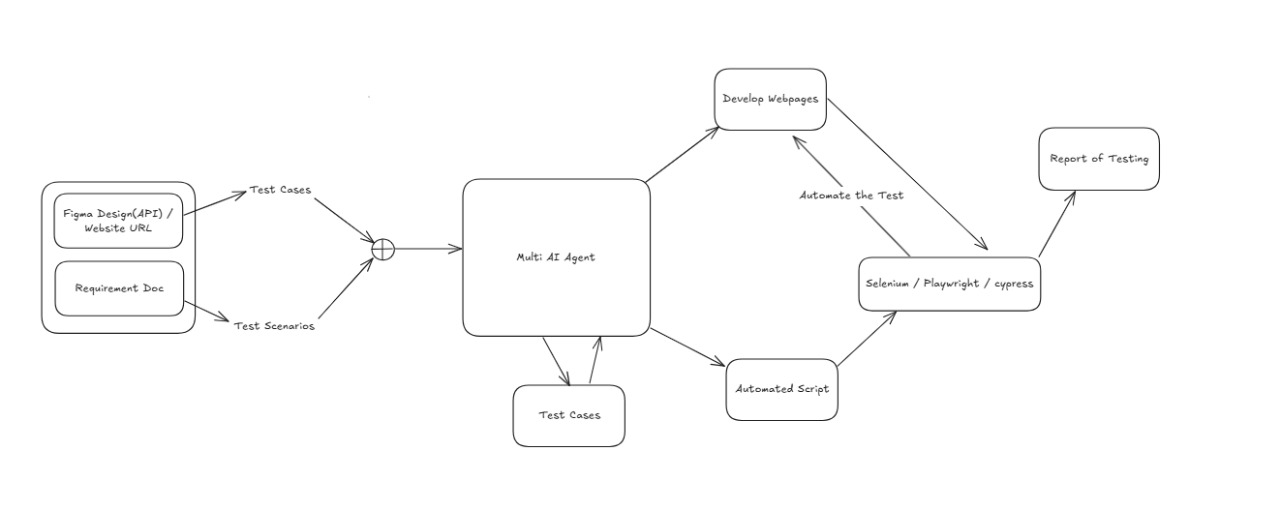 Develop Webpages
Report of Testing
Test Cases
Automate the Test
Figma Design(API) /
Website URL
Multi AI Agent
Selenium / Playwright / cypress
Requirement Doc
Test Scenarios
Automated Script
Test Cases